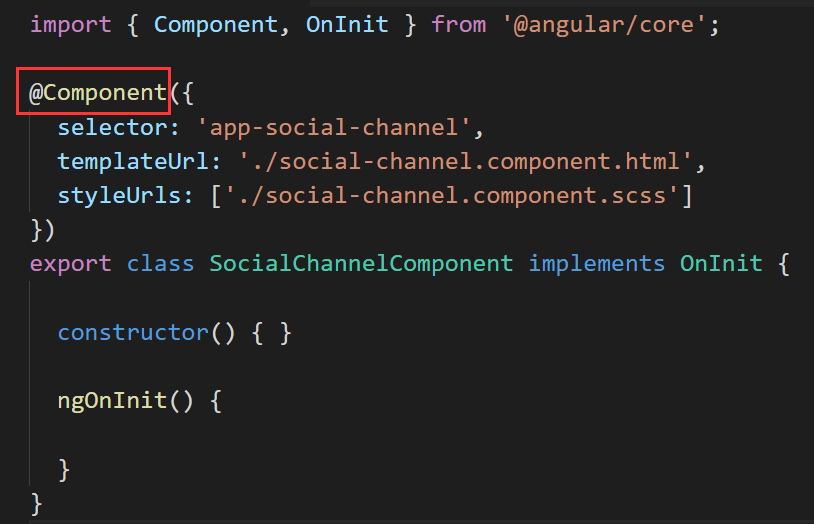 import { Component, OnInit } from '@angular/core';
@Component({
selector: 'app-social-channel',
templateUrl: './social-channel.component.html',
styleUrls: ['./social-channel.component.scss']
})
export class SocialChannelComponent implements OnInit {
constructor() { }
ngOnInit() {
}
}